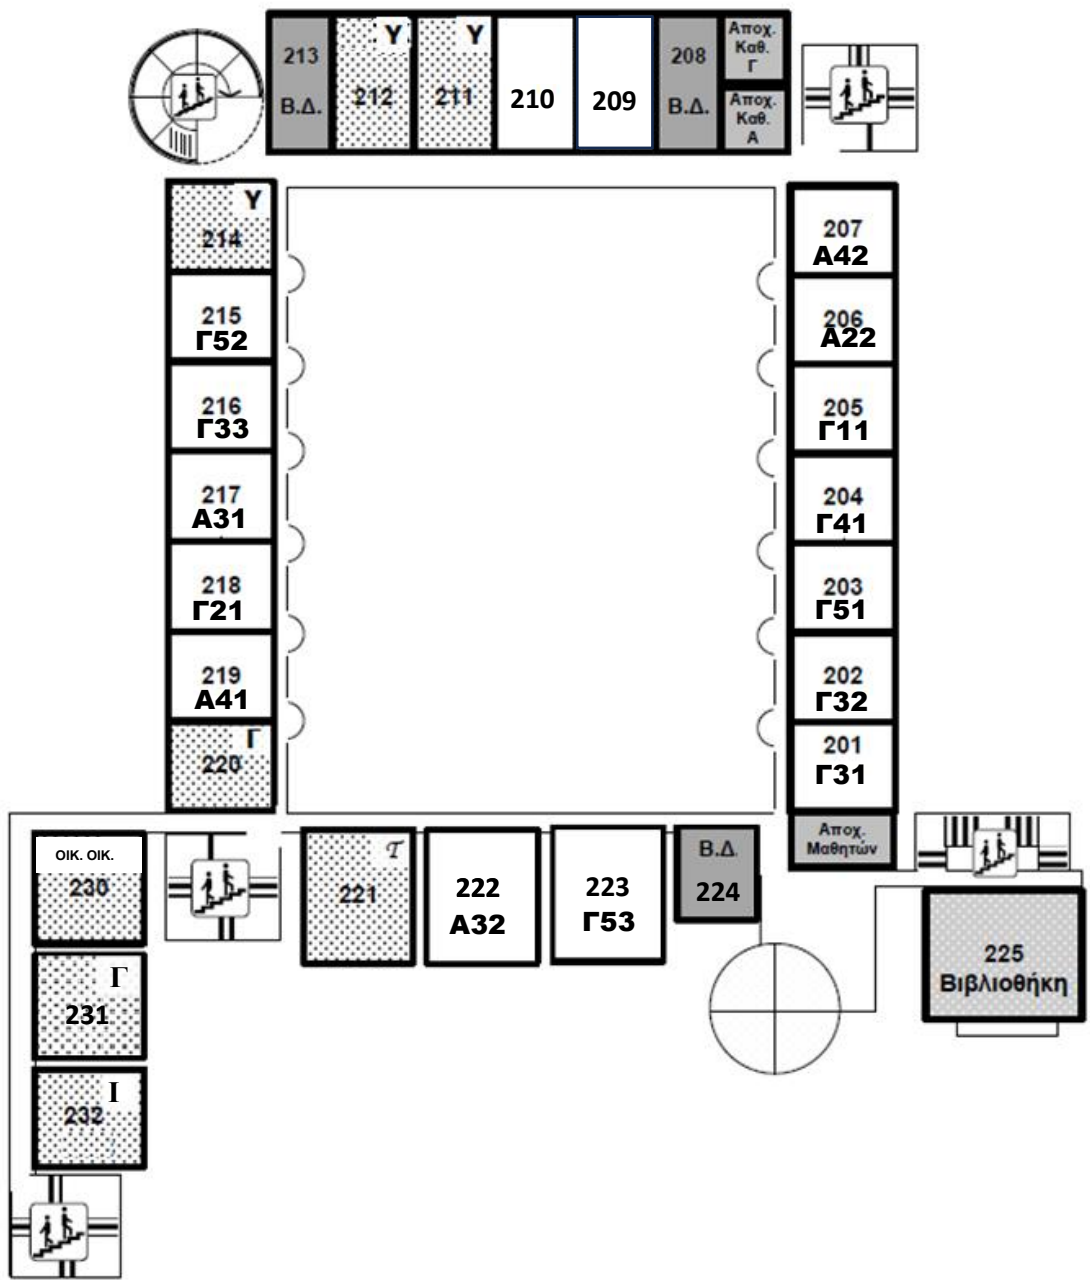 213
Β.Δ.
Υ
212
Υ
211
210
209
208
Β.Δ.
Αποχ.
Καθ.
Γ
Αποχ.
Καθ.
Α
Υ
214
215
Γ52
216
Γ33
217
Α31
218
Γ21
219
Α41
Γ
220
207
Α42
206
Α22
205
Γ11
204
Γ41
203
Γ51
202
Γ32
201
Γ31
Αποχ.
Μαθητών
ΟΙΚ. ΟΙΚ.
230
Γ
231
Ι
232
Τ
221
222
Α32
223
Γ53
Β.Δ.
224
225
Βιβλιοθήκη